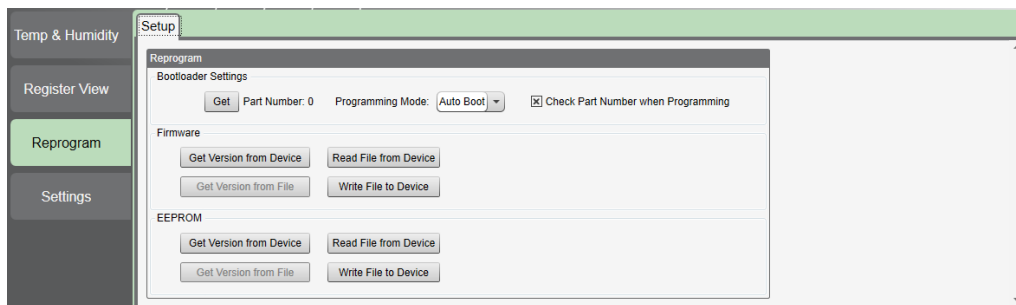 Temp & Humidity
Register View
Reprogram
Settings
Setup
Reprogram
Bootloader Settings
Get Part Number: 0 Programming Mode: Auto Boot Check Part Number when Programming
Firmware
Get Version from Device Read File from Device
Get Version from File Write File to Device
EEPROM
Get Version from Device Read File from Device
Get Version from File Write File to Device